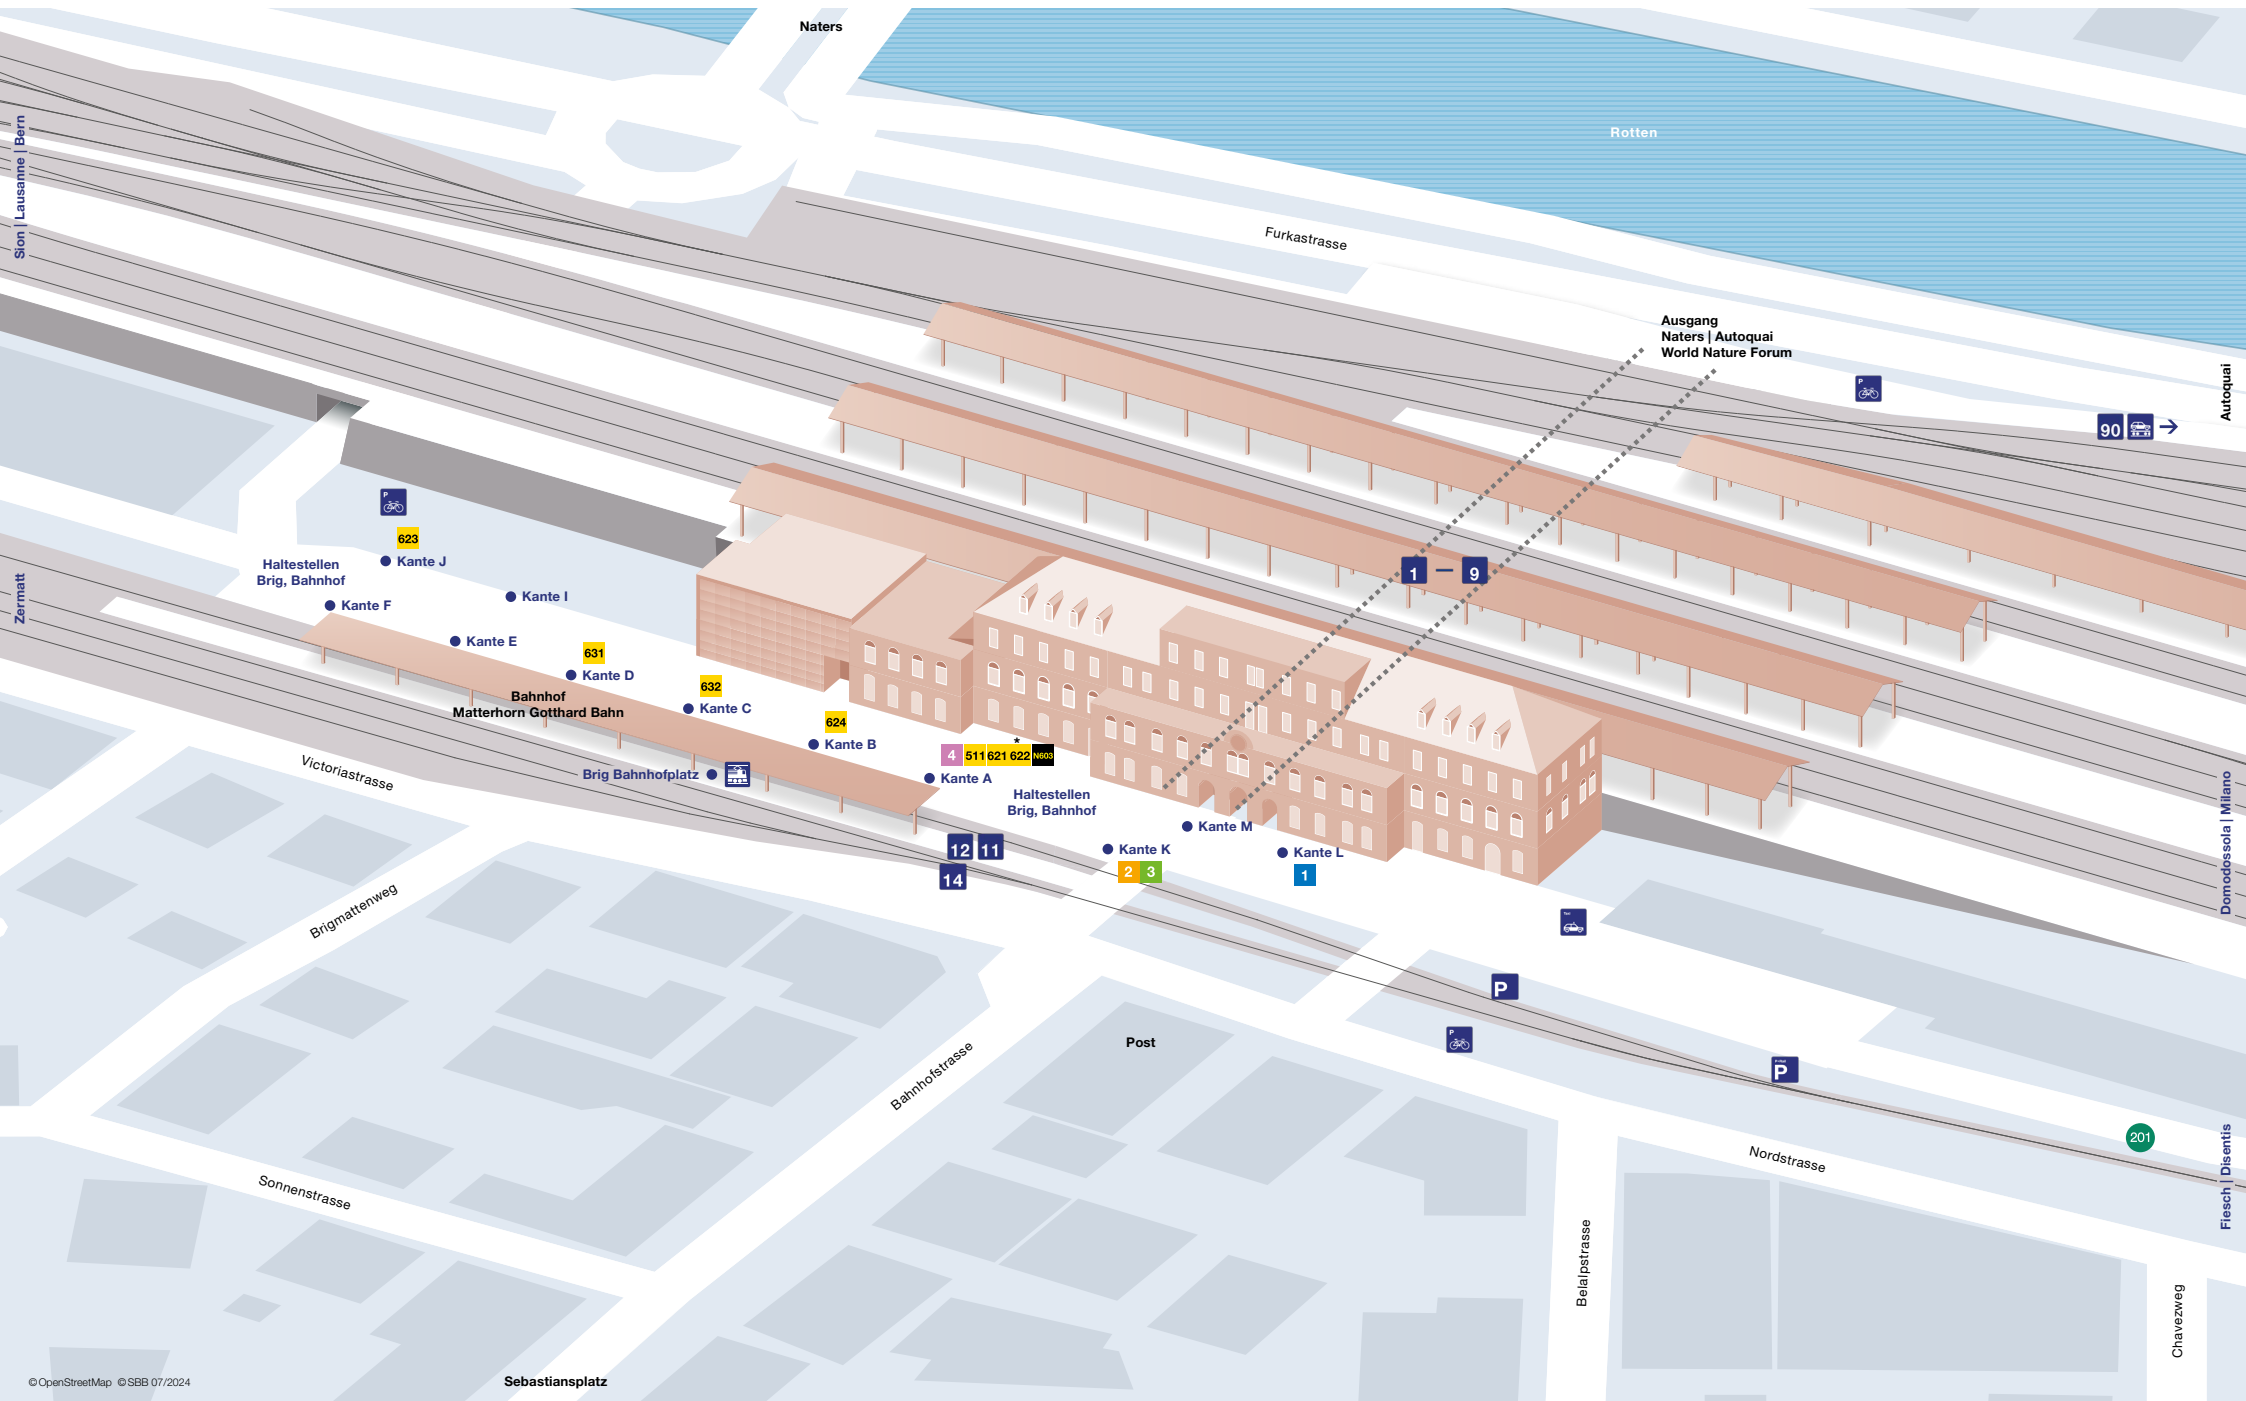 Naters
Rotten
Sion | Lausanne | Bern
Furkastrasse
Ausgang
Naters | Autoquai
World Nature Forum
P
Autoquai
90
P
623
Kante J
Haltestellen
Brig, Bahnhof
Kante F
Kante I
Kante E
Zermatt
1 — 9
631
Kante D
632
Kante C
Bahnhof
Matterhorn Gotthard Bahn
624
Kante B
*
4 511 621 622 N603
Kante A
Brig Bahnhofplatz
Haltestellen
Brig, Bahnhof
Victoriastrasse
Kante M
Kante K
2 3
Kante L
1
12 11
14
Domodossola | Milano
Taxi
Brigmattenweg
P
P
P
Post
Bahnhofstrasse
201
Nordstrasse
Fiesch | Disentis
Sonnenstrasse
Belalpstrasse
Chavezweg
Sebastiansplatz
© OpenStreetMap © SBB 07/2024